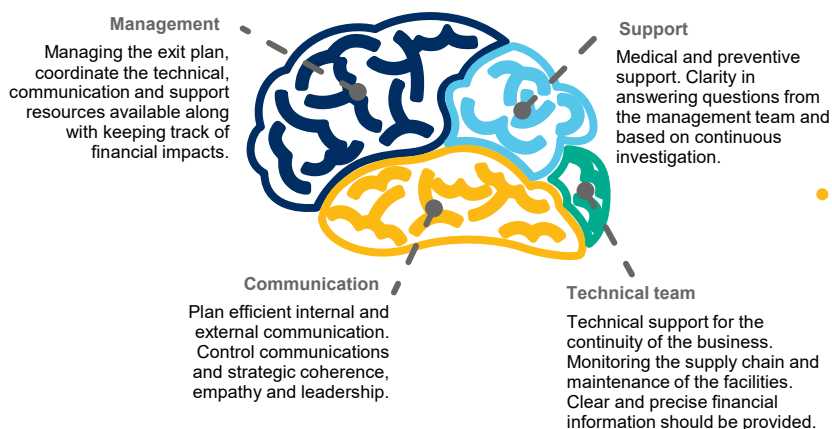 Management
Managing the exit plan,
coordinate the technical,
communication and support
resources available along
with keeping track of
financial impacts.
Support
Medical and preventive
support. Clarity in
answering questions from
the management team and
based on continuous
investigation.
Communication
Plan efficient internal and
external communication.
Control communications
and strategic coherence,
empathy and leadership.
Technical team
Technical support for the
continuity of the business.
Monitoring the supply chain and
maintenance of the facilities.
Clear and precise financial
information should be provided.